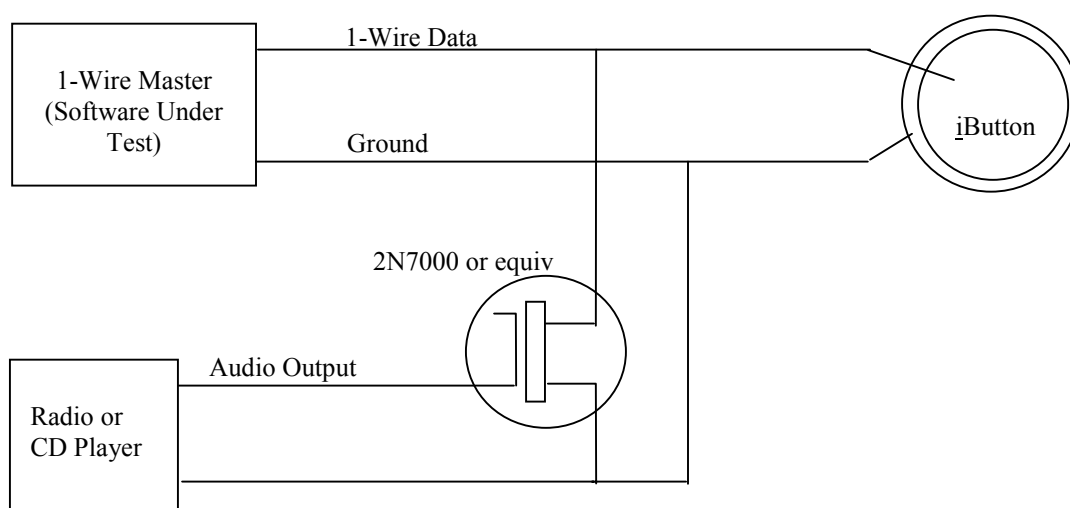 1-Wire Data
1-Wire Master
(Software Under
Test)
iButton
Ground
2N7000 or equiv
Audio Output
Radio or
CD Player